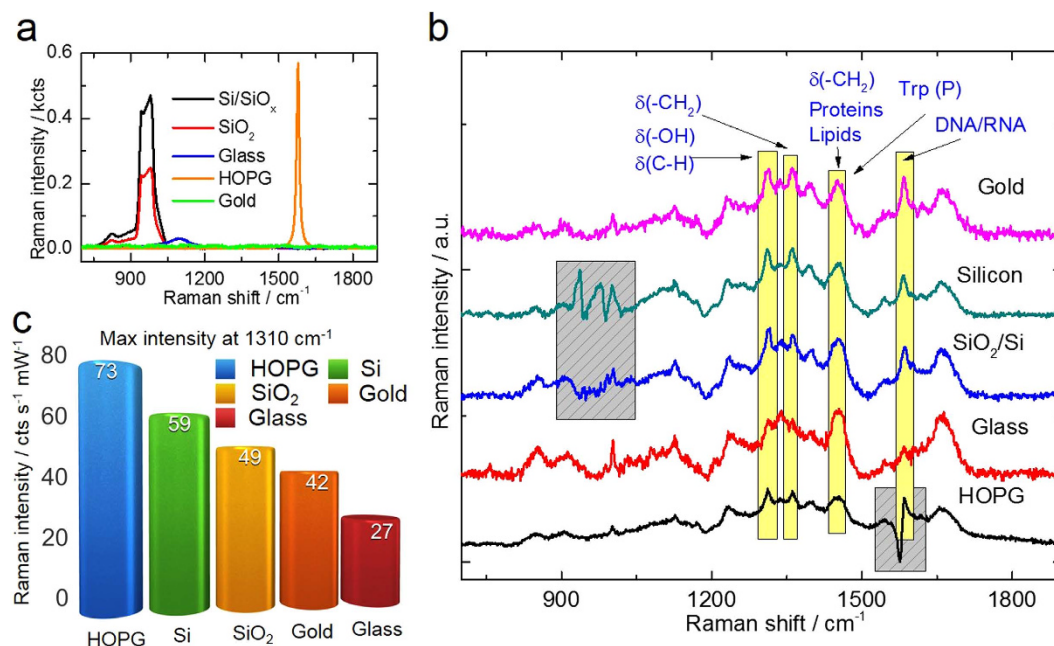 a
0.6
0.4
0.2
0.0
Raman intensity / kcts
Si/SiOₓ
SiO₂
Glass
HOPG
Gold
900 1200 1500 1800
Raman shift / cm⁻¹
b
δ(-CH₂)
δ(-OH)
δ(C-H)
δ(-CH₂)
Proteins
Lipids
Trp (P)
DNA/RNA
Gold
Silicon
SiO₂/Si
Glass
HOPG
Raman intensity / a.u.
900 1200 1500 1800
Raman shift / cm⁻¹
c
Max intensity at 1310 cm⁻¹
HOPG
SiO₂
Glass
Si
Gold
80
60
40
20
0
Raman intensity / cts s⁻¹ mW⁻¹
73
59
49
42
27
HOPG Si SiO₂ Gold Glass